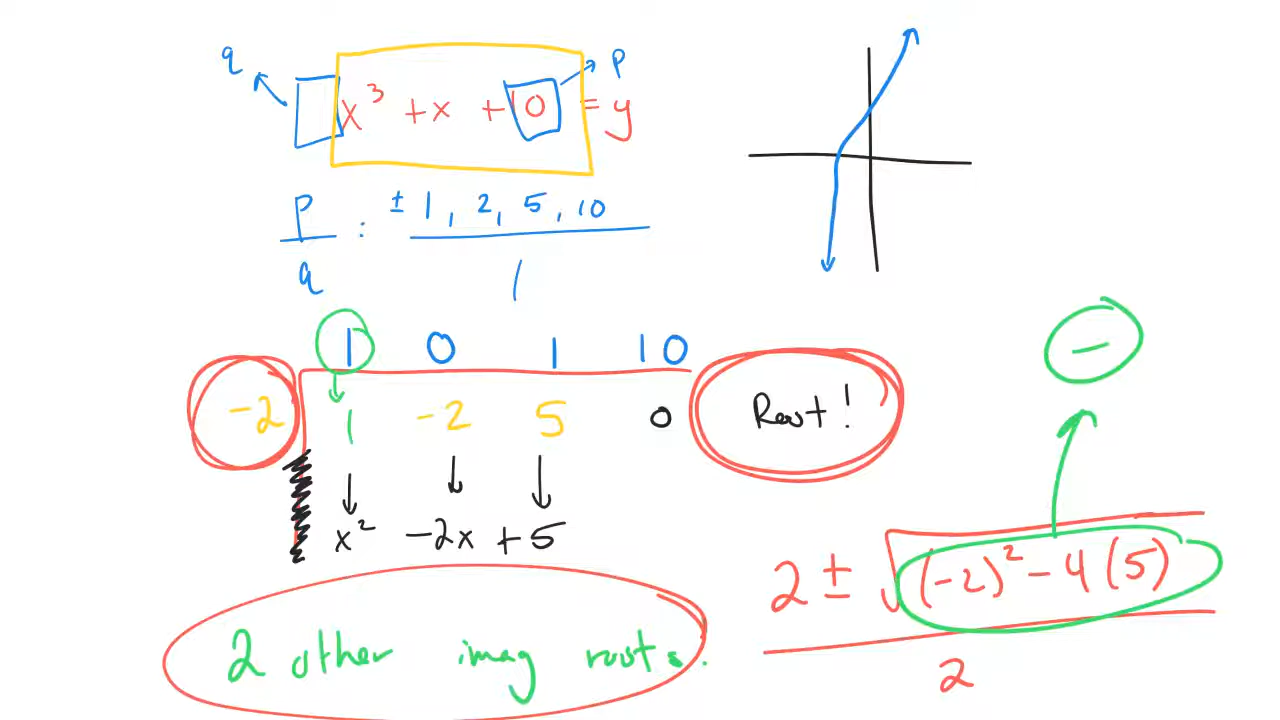 q
x³ + x + 10 = y
p
p : ± 1, 2, 5, 10
q 1
1 0 1 10
-2 1 -2 5 0 Root!
-
x² -2x + 5
2 ± √(-2)² - 4(5)
2
2 other imag roots.